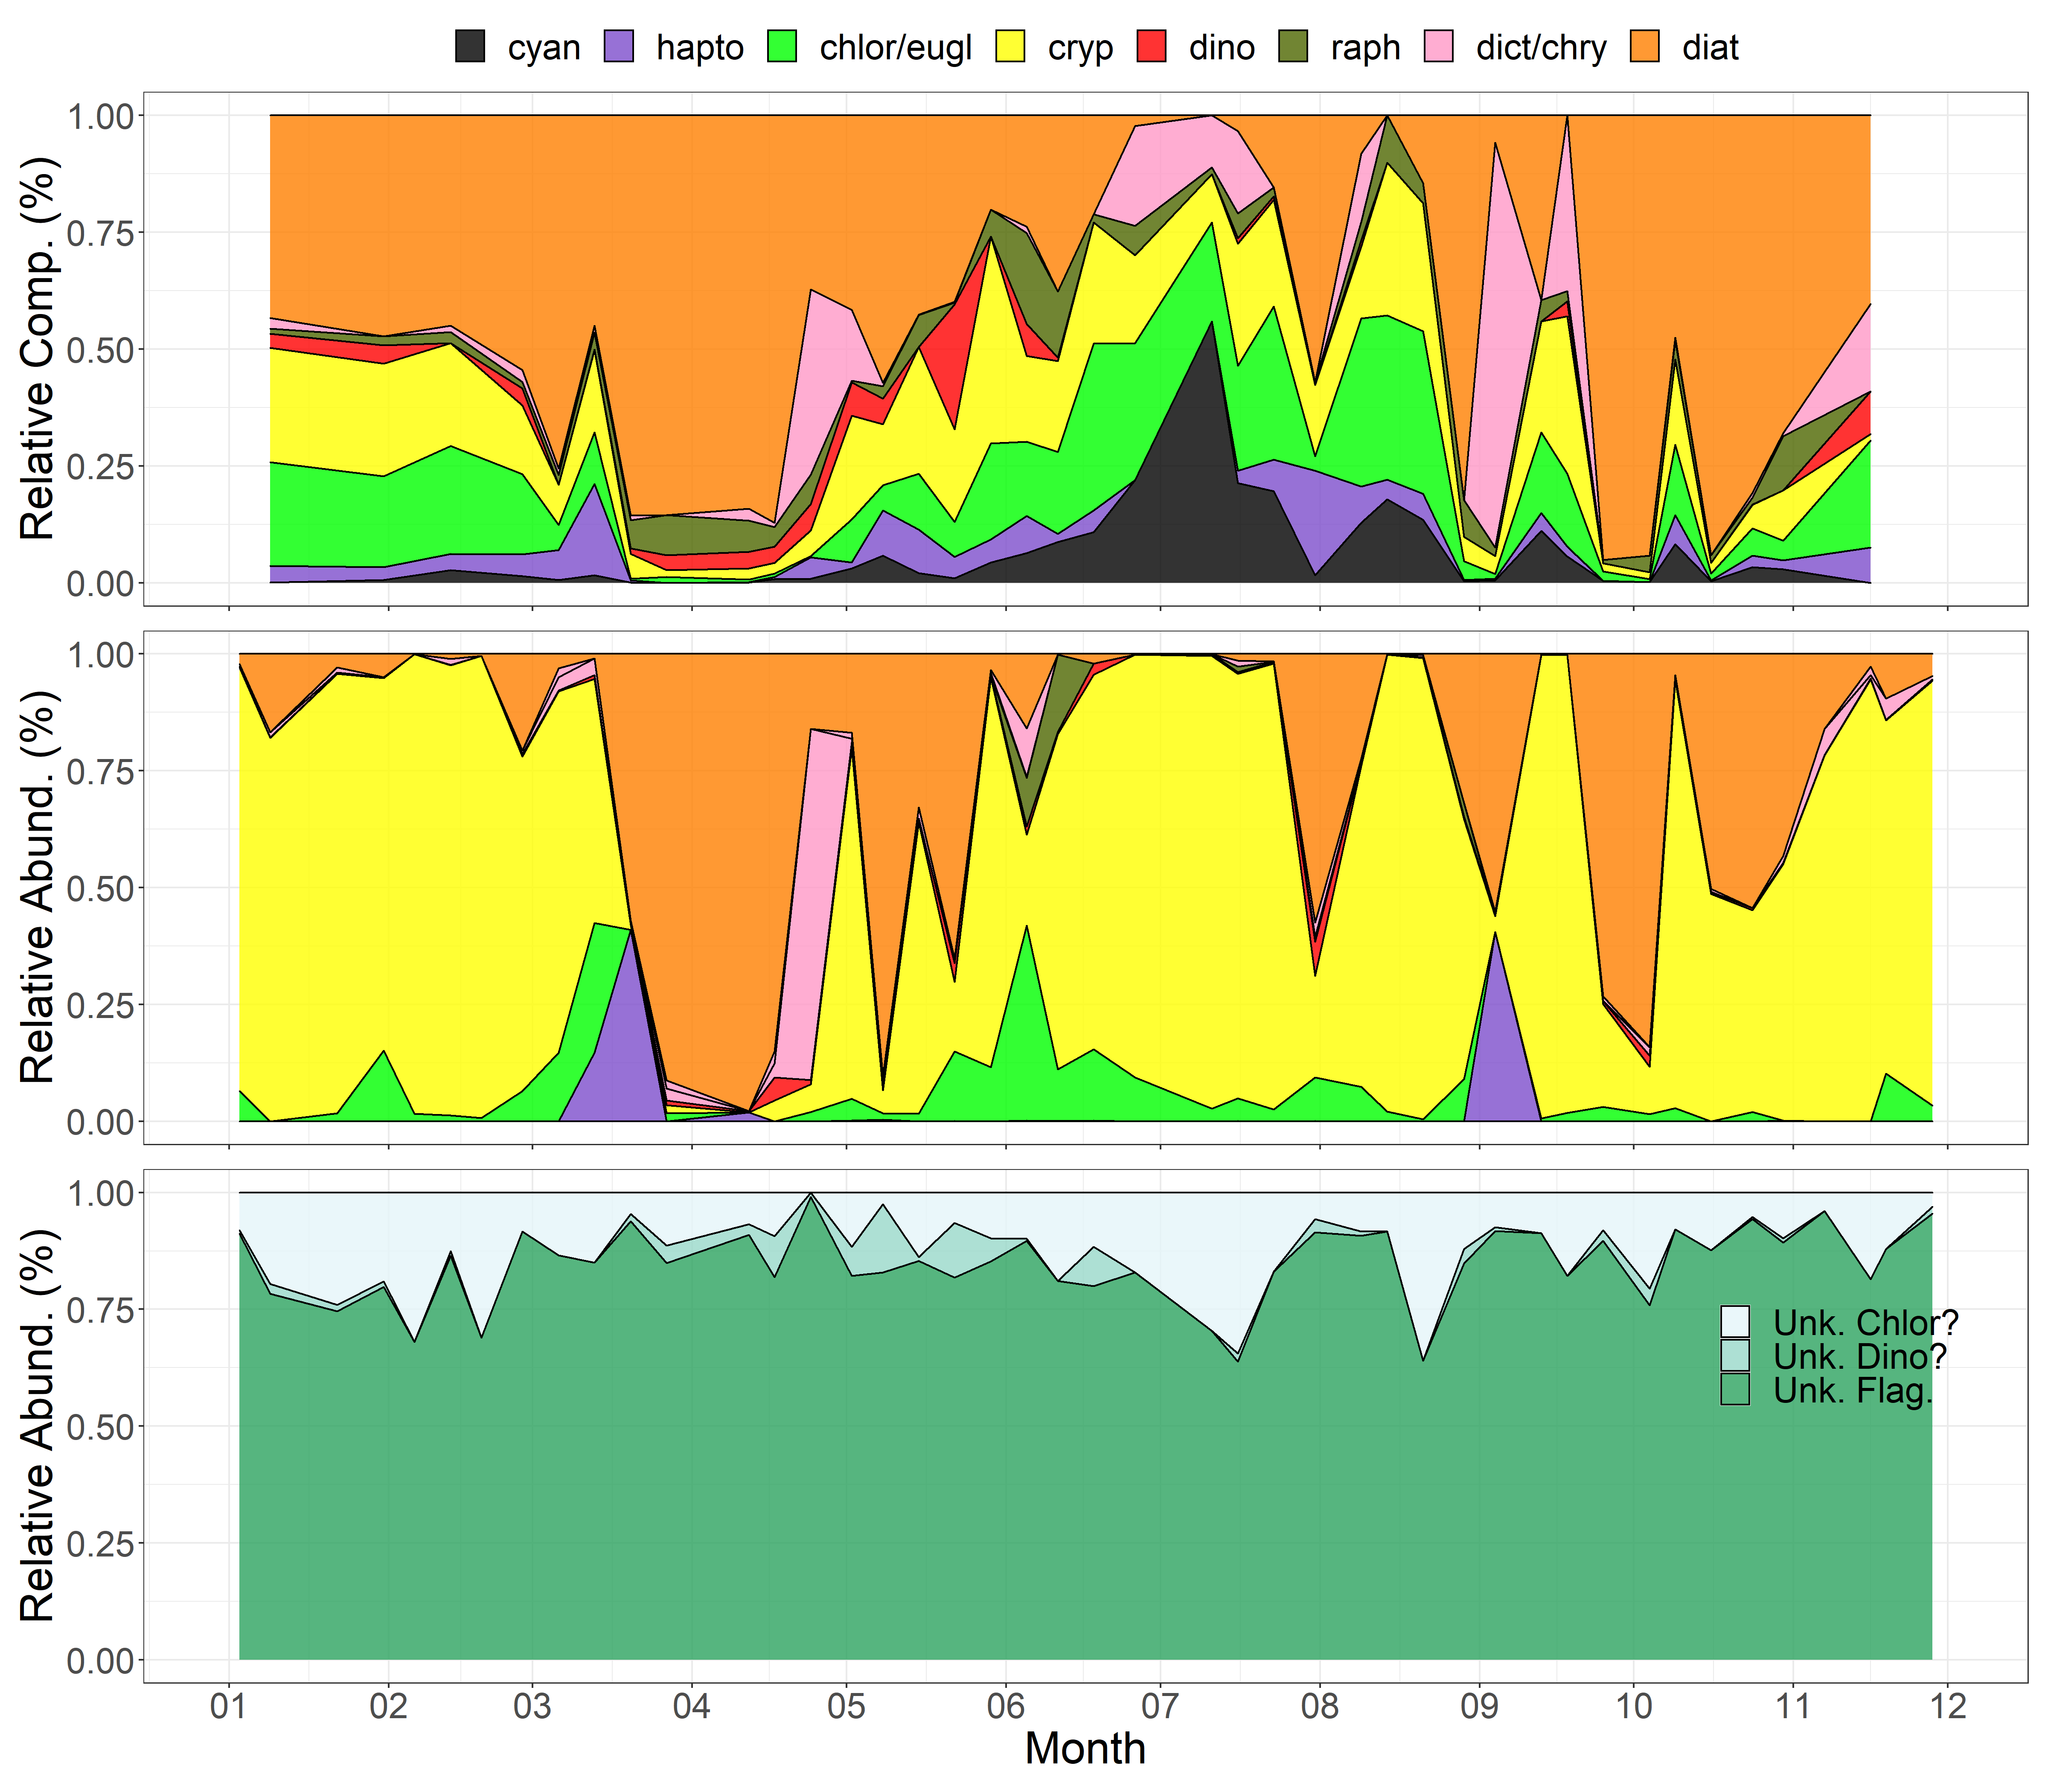 cyan hapto chlor/eugl cryp dino raph dict/chry diat
Relative Comp. (%)
1.00
0.75
0.50
0.25
0.00
Relative Abund. (%)
1.00
0.75
0.50
0.25
0.00
Relative Abund. (%)
1.00
0.75
0.50
0.25
0.00
Unk. Chlor?
Unk. Dino?
Unk. Flag.
01 02 03 04 05 06 07 08 09 10 11 12
Month